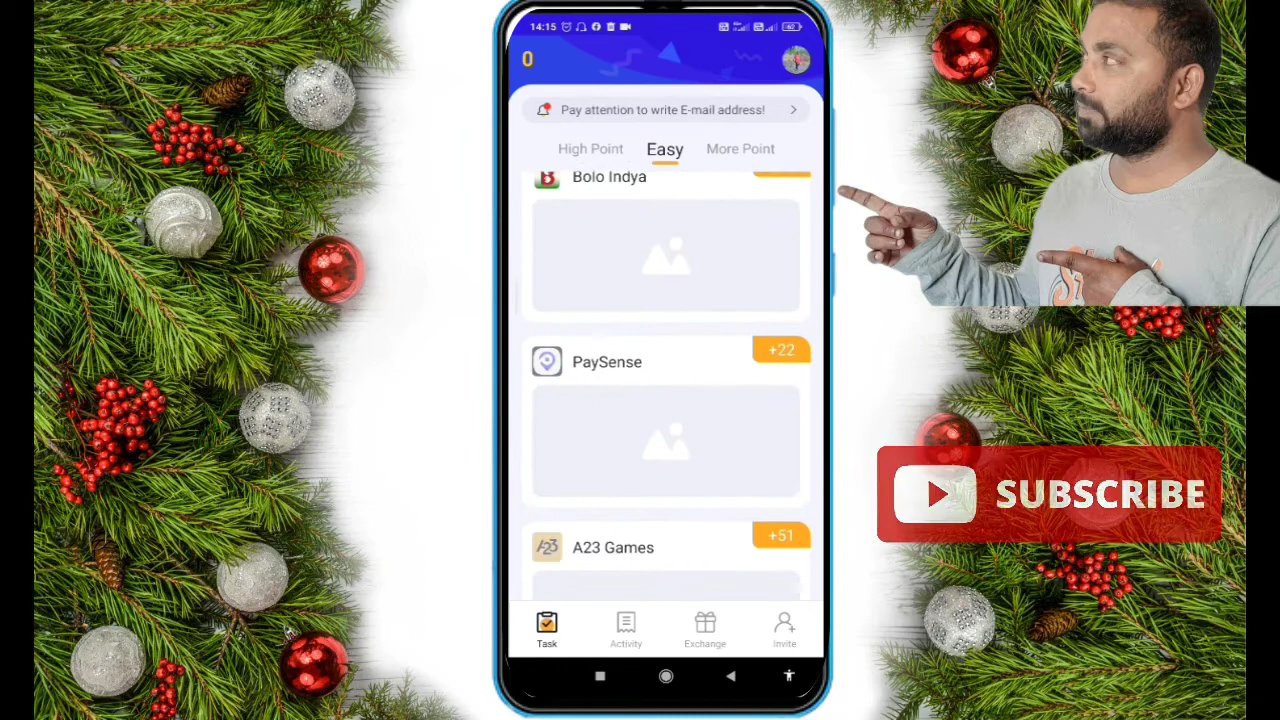 14:15
0
Pay attention to write E-mail address!
High Point Easy More Point
Bolo Indya
PaySense
+22
A23 Games
+51
Task Activity Exchange Invite
SUBSCRIBE